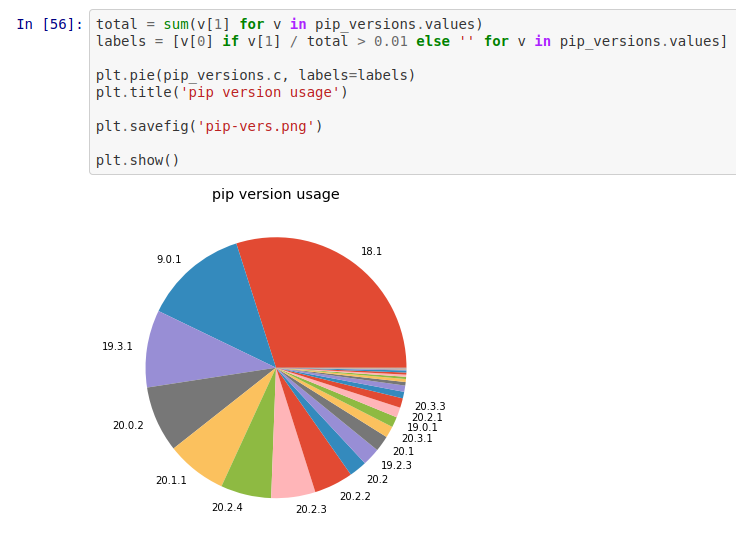 In [56]:
total = sum(v[1] for v in pip_versions.values)
labels = [v[0] if v[1] / total > 0.01 else '' for v in pip_versions.values]
plt.pie(pip_versions.c, labels=labels)
plt.title('pip version usage')
plt.savefig('pip-vers.png')
plt.show()
pip version usage
18.1
9.0.1
19.3.1
20.0.2
20.1.1
20.2.4
20.2.3
20.2.2
20.2
19.2.3
20.1
20.3.1
19.0.1
20.2.1
20.3.3